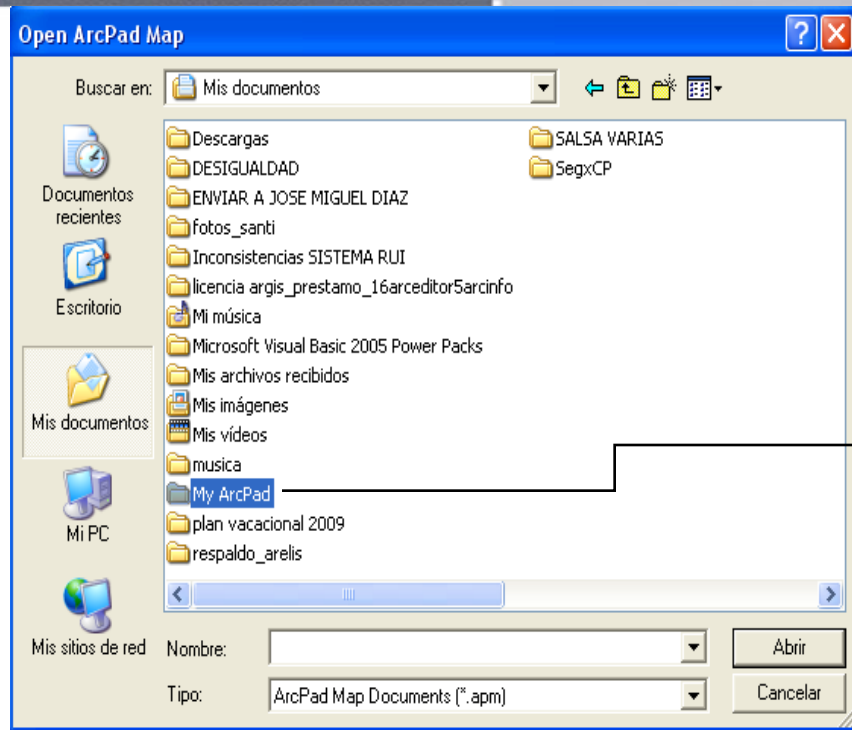 Open ArcPad Map
Buscar en:
Mis documentos
Documentos
recientes
Escritorio
Mis documentos
Mi PC
Mis sitios de red
Descargas
DESIGUALDAD
ENVIAR A JOSE MIGUEL DIAZ
fotos_santi
Inconsistencias SISTEMA RUI
licencia argis_prestamo_16arceditor5arcinfo
Mi música
Microsoft Visual Basic 2005 Power Packs
Mis archivos recibidos
Mis imágenes
Mis vídeos
musica
My ArcPad
plan vacacional 2009
respaldo_arelis
SALSA VARIAS
SegxCP
Nombre:
Abrir
Tipo:
ArcPad Map Documents (*.apm)
Cancelar